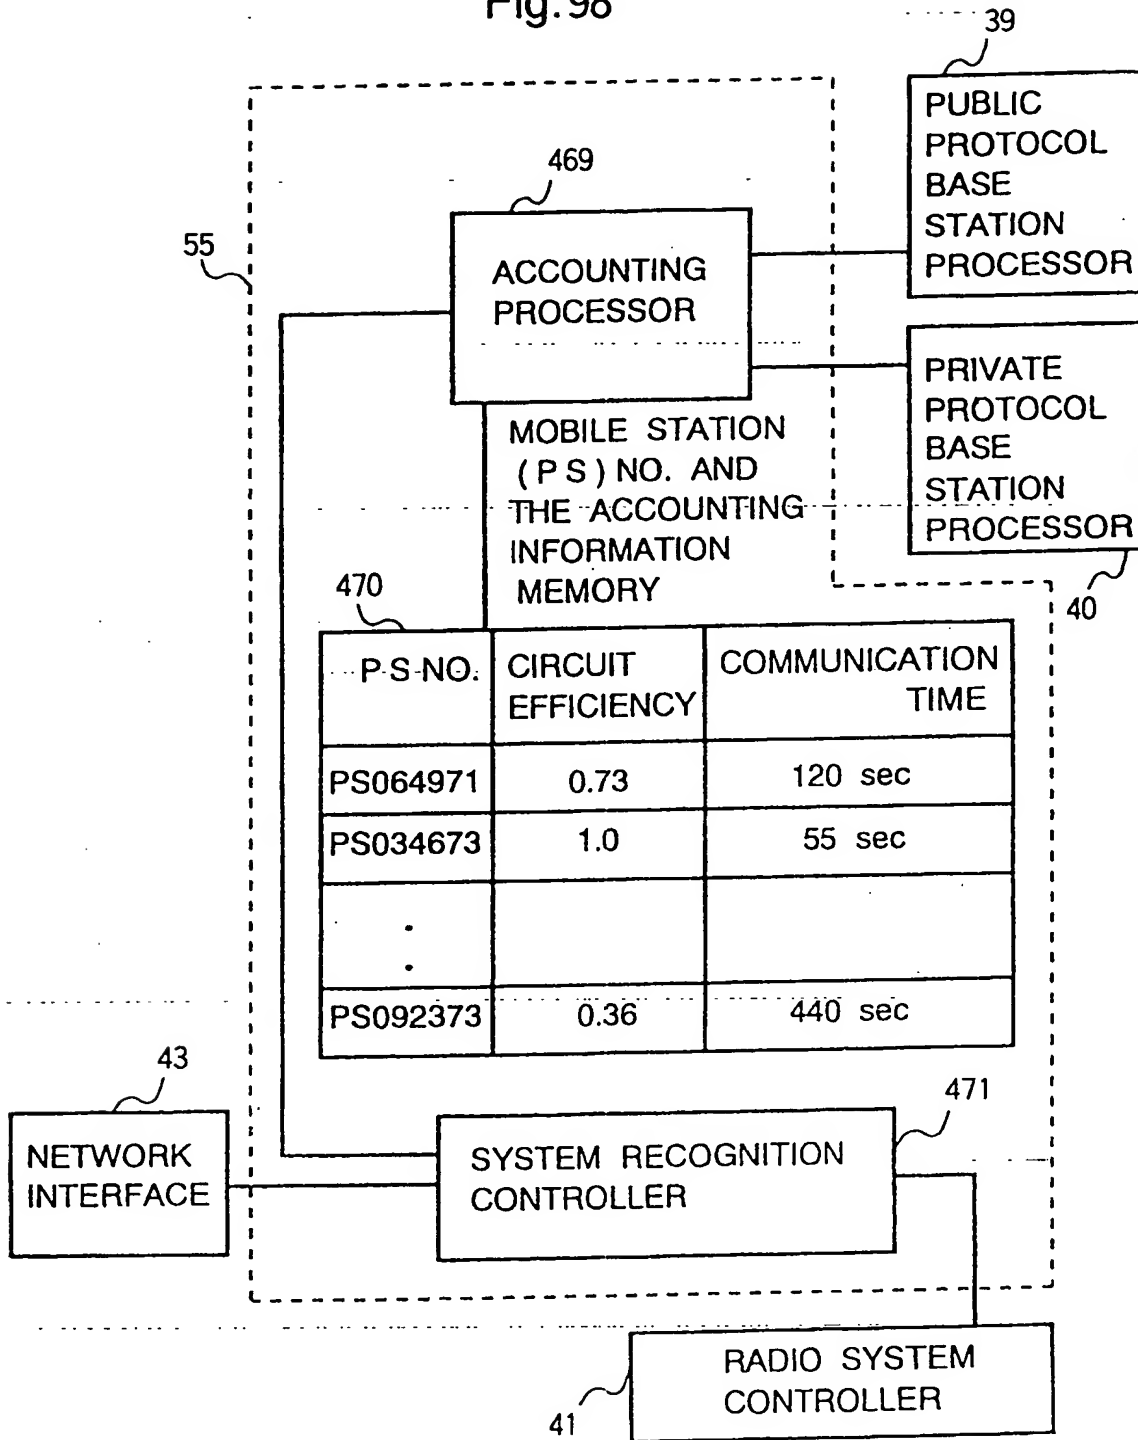 Fig. 98
39
PUBLIC
PROTOCOL
BASE
STATION
PROCESSOR
469
55
ACCOUNTING
PROCESSOR
PRIVATE
PROTOCOL
BASE
STATION
PROCESSOR
40
MOBILE STATION
(PS) NO. AND
THE ACCOUNTING
INFORMATION
MEMORY
470
PS NO. CIRCUIT EFFICIENCY COMMUNICATION TIME
PS064971 0.73 120 sec
PS034673 1.0 55 sec
PS092373 0.36 440 sec
43
NETWORK
INTERFACE
471
SYSTEM RECOGNITION
CONTROLLER
RADIO SYSTEM
CONTROLLER
41